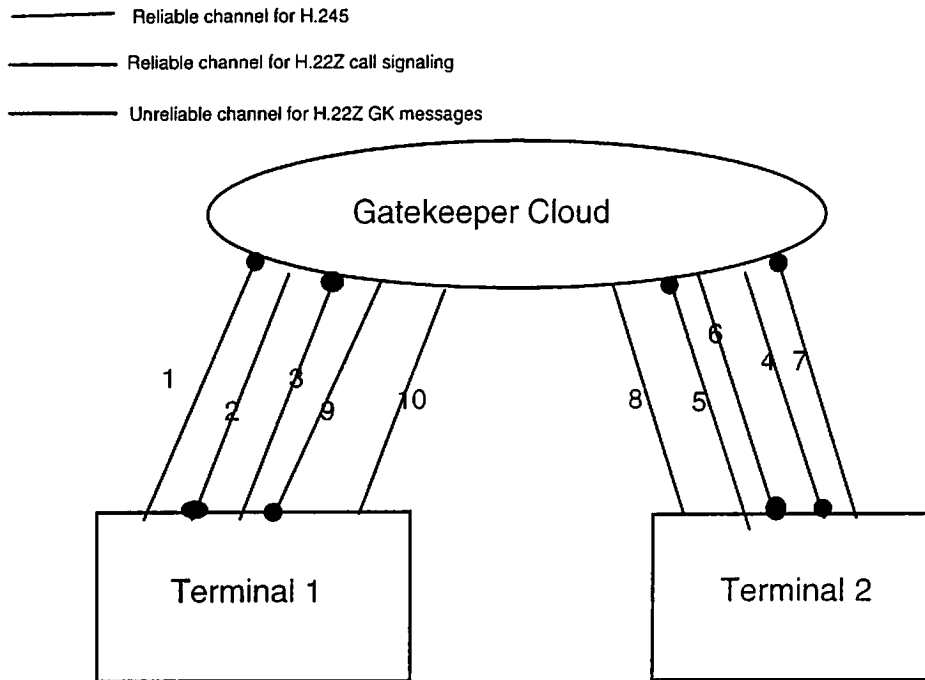 Reliable channel for H.245
Reliable channel for H.22Z call signaling
Unreliable channel for H.22Z GK messages
Gatekeeper Cloud
1
2
3
9
10
8
5
6
4
7
Terminal 1
Terminal 2